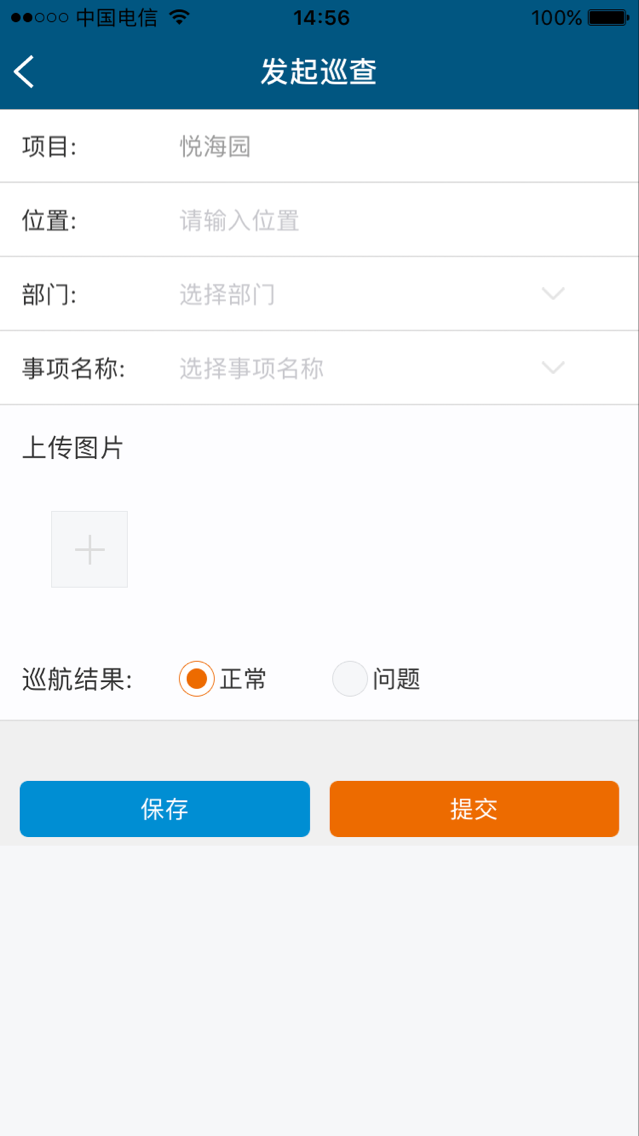 中国电信 14:56 100%
发起巡查
项目: 悦海园
位置: 请输入位置
部门: 选择部门
事项名称: 选择事项名称
上传图片
巡航结果: 正常 问题
保存 提交